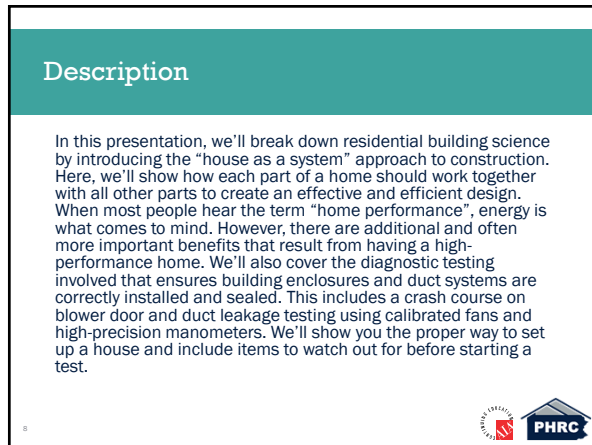 Description
In this presentation, we’ll break down residential building science
by introducing the “house as a system” approach to construction.
Here, we’ll show how each part of a home should work together
with all other parts to create an effective and efficient design.
When most people hear the term “home performance”, energy is
what comes to mind. However, there are additional and often
more important benefits that result from having a high-
performance home. We’ll also cover the diagnostic testing
involved that ensures building enclosures and duct systems are
correctly installed and sealed. This includes a crash course on
blower door and duct leakage testing using calibrated fans and
high-precision manometers. We’ll show you the proper way to set
up a house and include items to watch out for before starting a
test.
8
CONTINUING EDUCATION
AIA
PHRC